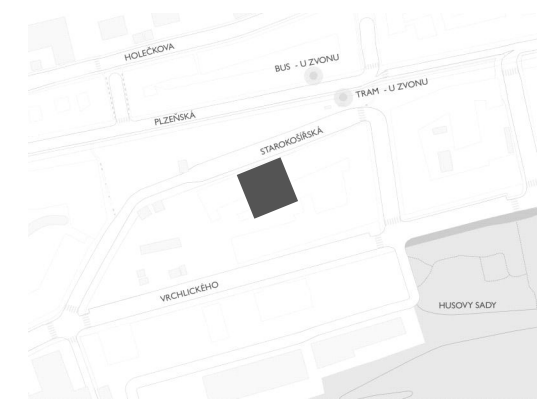 HOLEČKOVA
BUS - U ZVONU
TRAM - U ZVONU
PLZEŇSKÁ
STAROKOŠÍŘSKÁ
VRCHLICKÉHO
HUSOVY SADY